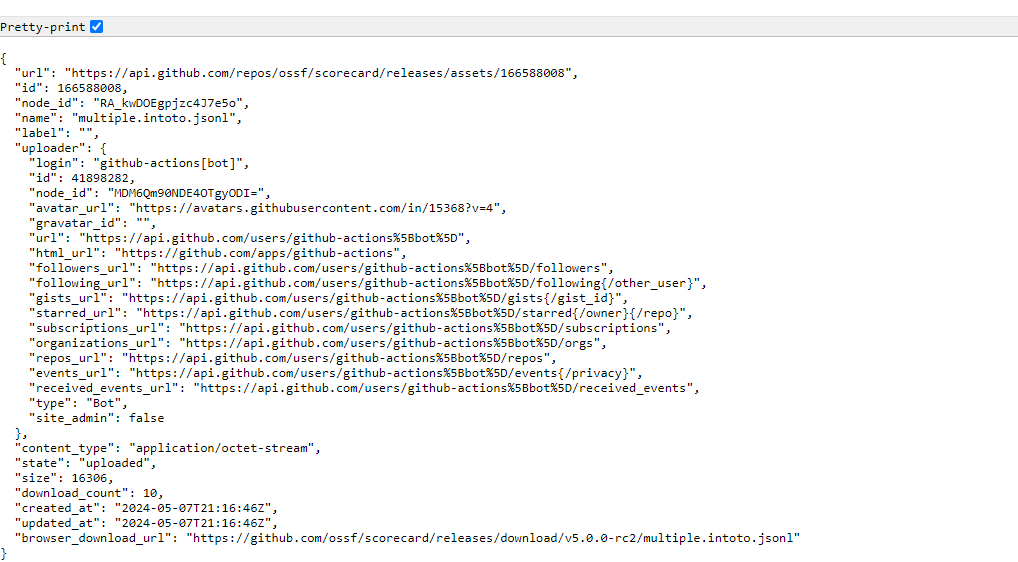 Pretty-print
{
  "url": "https://api.github.com/repos/ossf/scorecard/releases/assets/166588008",
  "id": 166588008,
  "node_id": "RA_kwDOEgpjzc4J7e5o",
  "name": "multiple.intoto.jsonl",
  "label": "",
  "uploader": {
    "login": "github-actions[bot]",
    "id": 41898282,
    "node_id": "MDM6Qm90NDE4OTgyODI=",
    "avatar_url": "https://avatars.githubusercontent.com/in/15368?v=4",
    "gravatar_id": "",
    "url": "https://api.github.com/users/github-actions%5Bbot%5D",
    "html_url": "https://github.com/apps/github-actions",
    "followers_url": "https://api.github.com/users/github-actions%5Bbot%5D/followers",
    "following_url": "https://api.github.com/users/github-actions%5Bbot%5D/following{/other_user}",
    "gists_url": "https://api.github.com/users/github-actions%5Bbot%5D/gists{/gist_id}",
    "starred_url": "https://api.github.com/users/github-actions%5Bbot%5D/starred{/owner}{/repo}",
    "subscriptions_url": "https://api.github.com/users/github-actions%5Bbot%5D/subscriptions",
    "organizations_url": "https://api.github.com/users/github-actions%5Bbot%5D/orgs",
    "repos_url": "https://api.github.com/users/github-actions%5Bbot%5D/repos",
    "events_url": "https://api.github.com/users/github-actions%5Bbot%5D/events{/privacy}",
    "received_events_url": "https://api.github.com/users/github-actions%5Bbot%5D/received_events",
    "type": "Bot",
    "site_admin": false
  },
  "content_type": "application/octet-stream",
  "state": "uploaded",
  "size": 16306,
  "download_count": 10,
  "created_at": "2024-05-07T21:16:46Z",
  "updated_at": "2024-05-07T21:16:46Z",
  "browser_download_url": "https://github.com/ossf/scorecard/releases/download/v5.0.0-rc2/multiple.intoto.jsonl"
}